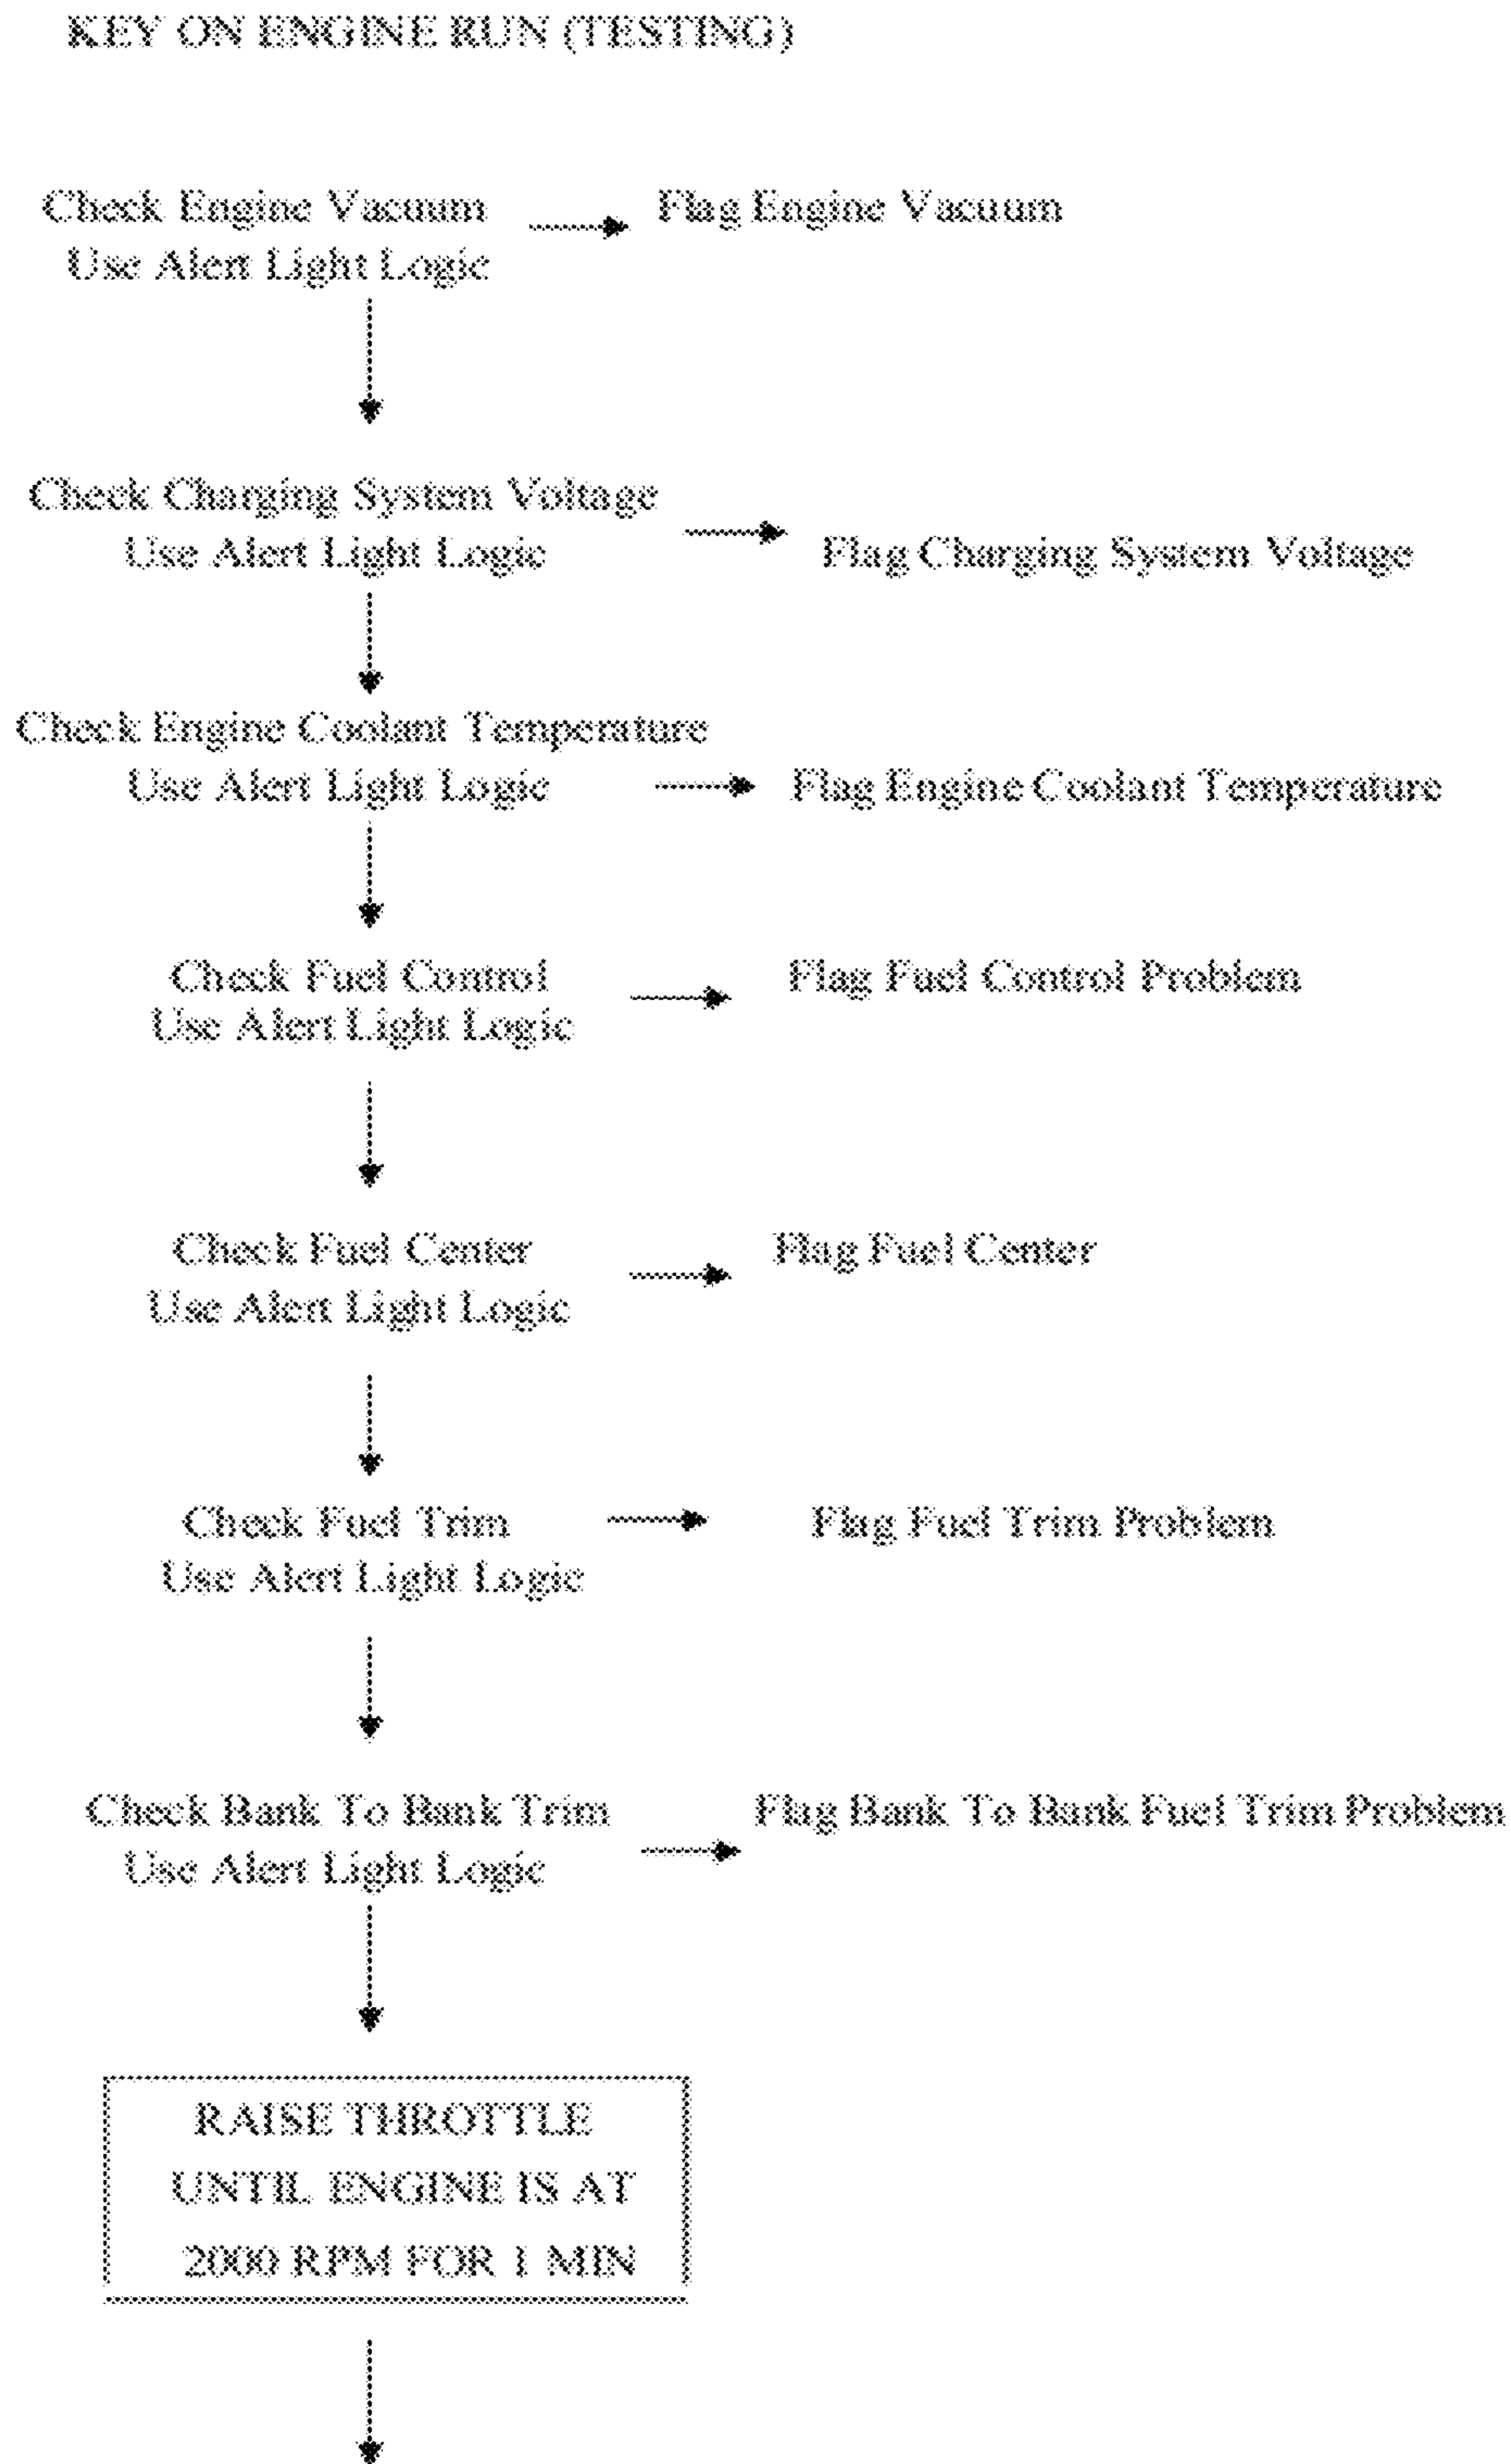 KEY ON ENGINE RUN (TESTING)
Check Engine Vacuum
Use Alert Light Logic
Flag Engine Vacuum
Check Charging System Voltage
Use Alert Light Logic
Flag Charging System Voltage
Check Engine Coolant Temperature
Use Alert Light Logic
Flag Engine Coolant Temperature
Check Fuel Control
Use Alert Light Logic
Flag Fuel Control Problem
Check Fuel Center
Use Alert Light Logic
Flag Fuel Center
Check Fuel Trim
Use Alert Light Logic
Flag Fuel Trim Problem
Check Bank To Bank Trim
Use Alert Light Logic
Flag Bank To Bank Fuel Trim Problem
RAISE THROTTLE
UNTIL ENGINE IS AT
2000 RPM FOR 1 MIN